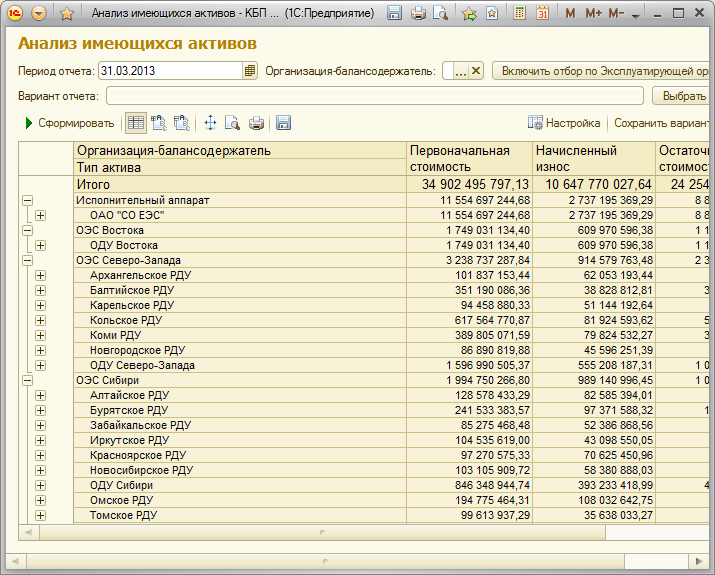 Анализ имеющихся активов - КБП ... (1С:Предприятие)
M M+ M-
Анализ имеющихся активов
Период отчета: 31.03.2013 Организация-балансодержатель: ... Включить отбор по Эксплуатирующей ор
Вариант отчета: Выбрать
Сформировать Настройка Сохранить вариант
Организация-балансодержатель Первоначальная стоимость Начисленный износ Остаточн стоимост
Тип актива
Итого 34 902 495 797,13 10 647 770 027,64 24 254
Исполнительный аппарат 11 554 697 244,68 2 737 195 369,29 8 8
ОАО "СО ЕЭС" 11 554 697 244,68 2 737 195 369,29 8 8
ОЭС Востока 1 749 031 134,40 609 970 596,38 1 1
ОДУ Востока 1 749 031 134,40 609 970 596,38 1 1
ОЭС Северо-Запада 3 238 737 287,84 914 579 763,48 2 3
Архангельское РДУ 101 837 153,44 62 053 193,44
Балтийское РДУ 351 190 086,36 38 828 812,81 3
Карельское РДУ 94 458 880,33 51 144 192,64
Кольское РДУ 617 564 770,87 81 924 593,62 5
Коми РДУ 389 805 071,59 79 824 532,27 3
Новгородское РДУ 86 890 819,88 45 596 251,39
ОДУ Северо-Запада 1 596 990 505,37 555 208 187,31 1 0
ОЭС Сибири 1 994 750 266,80 989 140 996,45 1 0
Алтайское РДУ 128 578 433,29 82 585 394,01
Бурятское РДУ 241 533 383,57 97 371 588,32 1
Забайкальское РДУ 85 275 468,48 52 386 868,56
Иркутское РДУ 104 535 619,00 43 098 550,05
Красноярское РДУ 97 270 575,33 70 625 450,96
Новосибирское РДУ 103 105 909,72 58 380 888,03
ОДУ Сибири 846 348 944,74 393 233 418,99 4
Омское РДУ 194 775 464,31 108 032 642,75
Томское РДУ 99 613 937,29 35 638 033,27